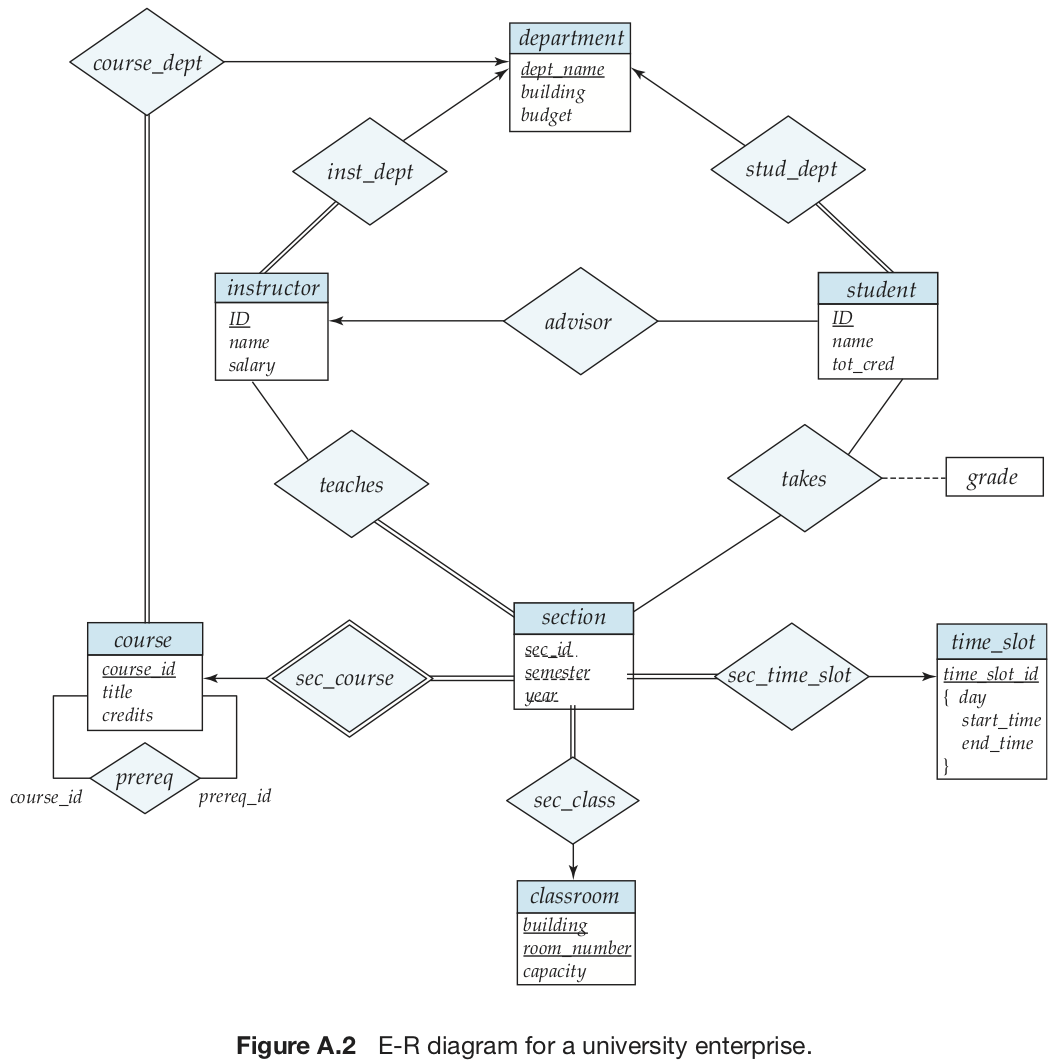 course_dept
department
dept_name
building
budget
inst_dept
stud_dept
instructor
ID
name
salary
advisor
student
ID
name
tot_cred
teaches
takes
grade
course
course_id
title
credits
sec_course
section
sec_id
semester
year
sec_time_slot
time_slot
time_slot_id
{ day
start_time
end_time
}
prereq
course_id
prereq_id
sec_class
classroom
building
room_number
capacity
Figure A.2 E-R diagram for a university enterprise.